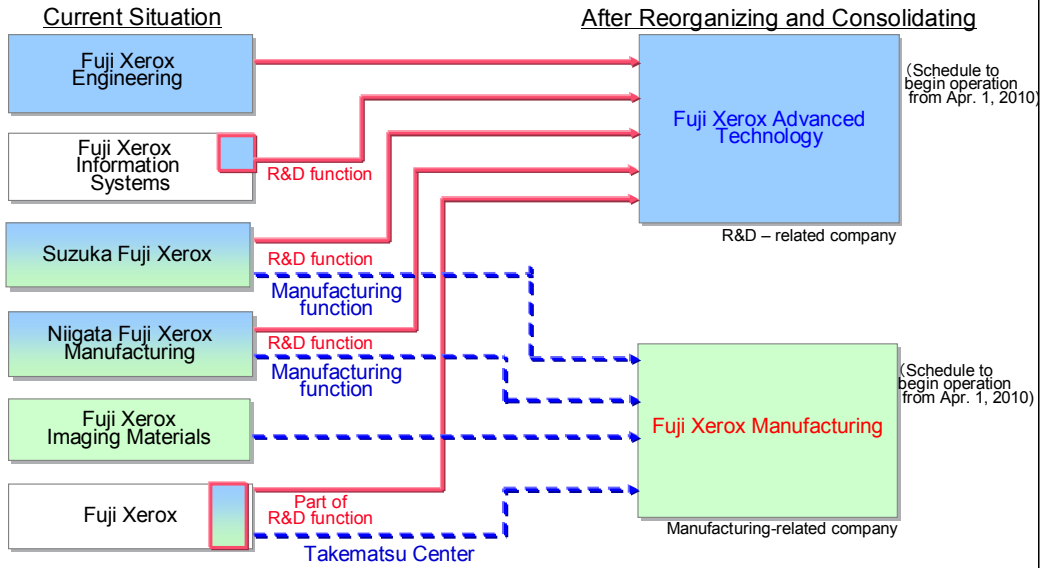 Current Situation
After Reorganizing and Consolidating
Fuji Xerox
Engineering
Fuji Xerox
Information
Systems
R&D function
Suzuka Fuji Xerox
R&D function
Manufacturing
function
Niigata Fuji Xerox
Manufacturing
R&D function
Manufacturing
function
Fuji Xerox
Imaging Materials
Fuji Xerox
Part of
R&D function
Takematsu Center
Fuji Xerox Advanced
Technology
(Schedule to
begin operation
from Apr. 1, 2010)
R&D – related company
Fuji Xerox Manufacturing
(Schedule to
begin operation
from Apr. 1, 2010)
Manufacturing-related company